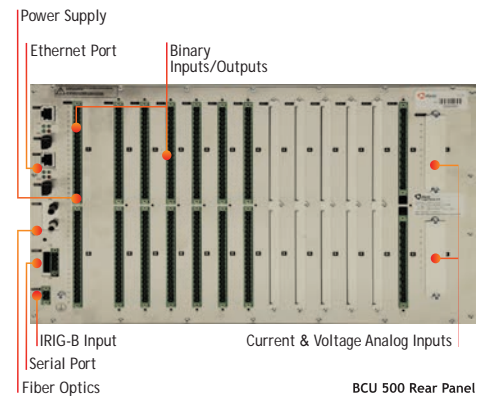 Power Supply
Ethernet Port
Binary
Inputs/Outputs
IRIG-B Input
Current & Voltage Analog Inputs
Serial Port
Fiber Optics
BCU 500 Rear Panel